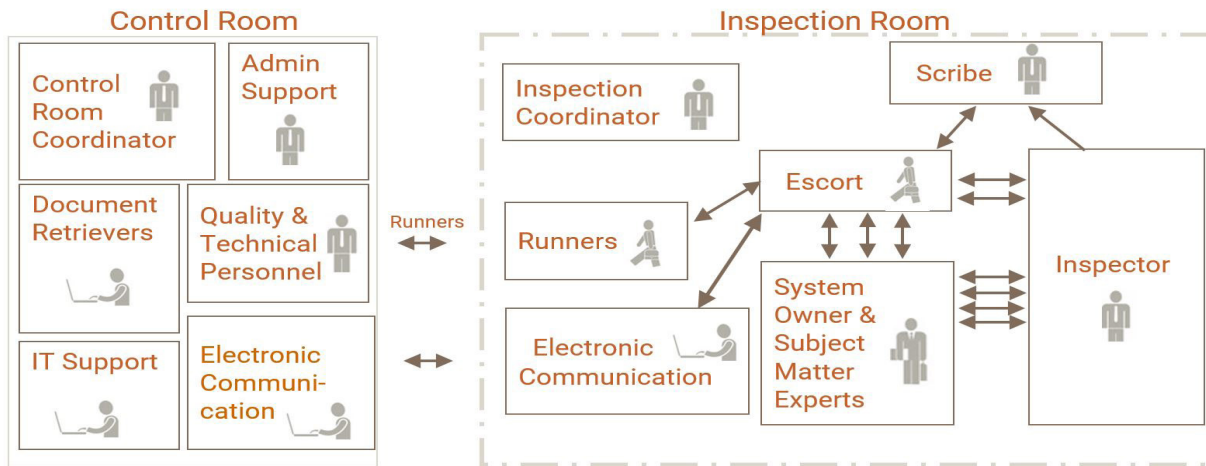 Control Room
Inspection Room
Control
Room
Coordinator
Admin
Support
Document
Retrievers
Quality &
Technical
Personnel
IT Support
Electronic
Communi-
cation
Runners
Inspection
Coordinator
Scribe
Escort
Runners
Electronic
Communication
System
Owner &
Subject
Matter
Experts
Inspector